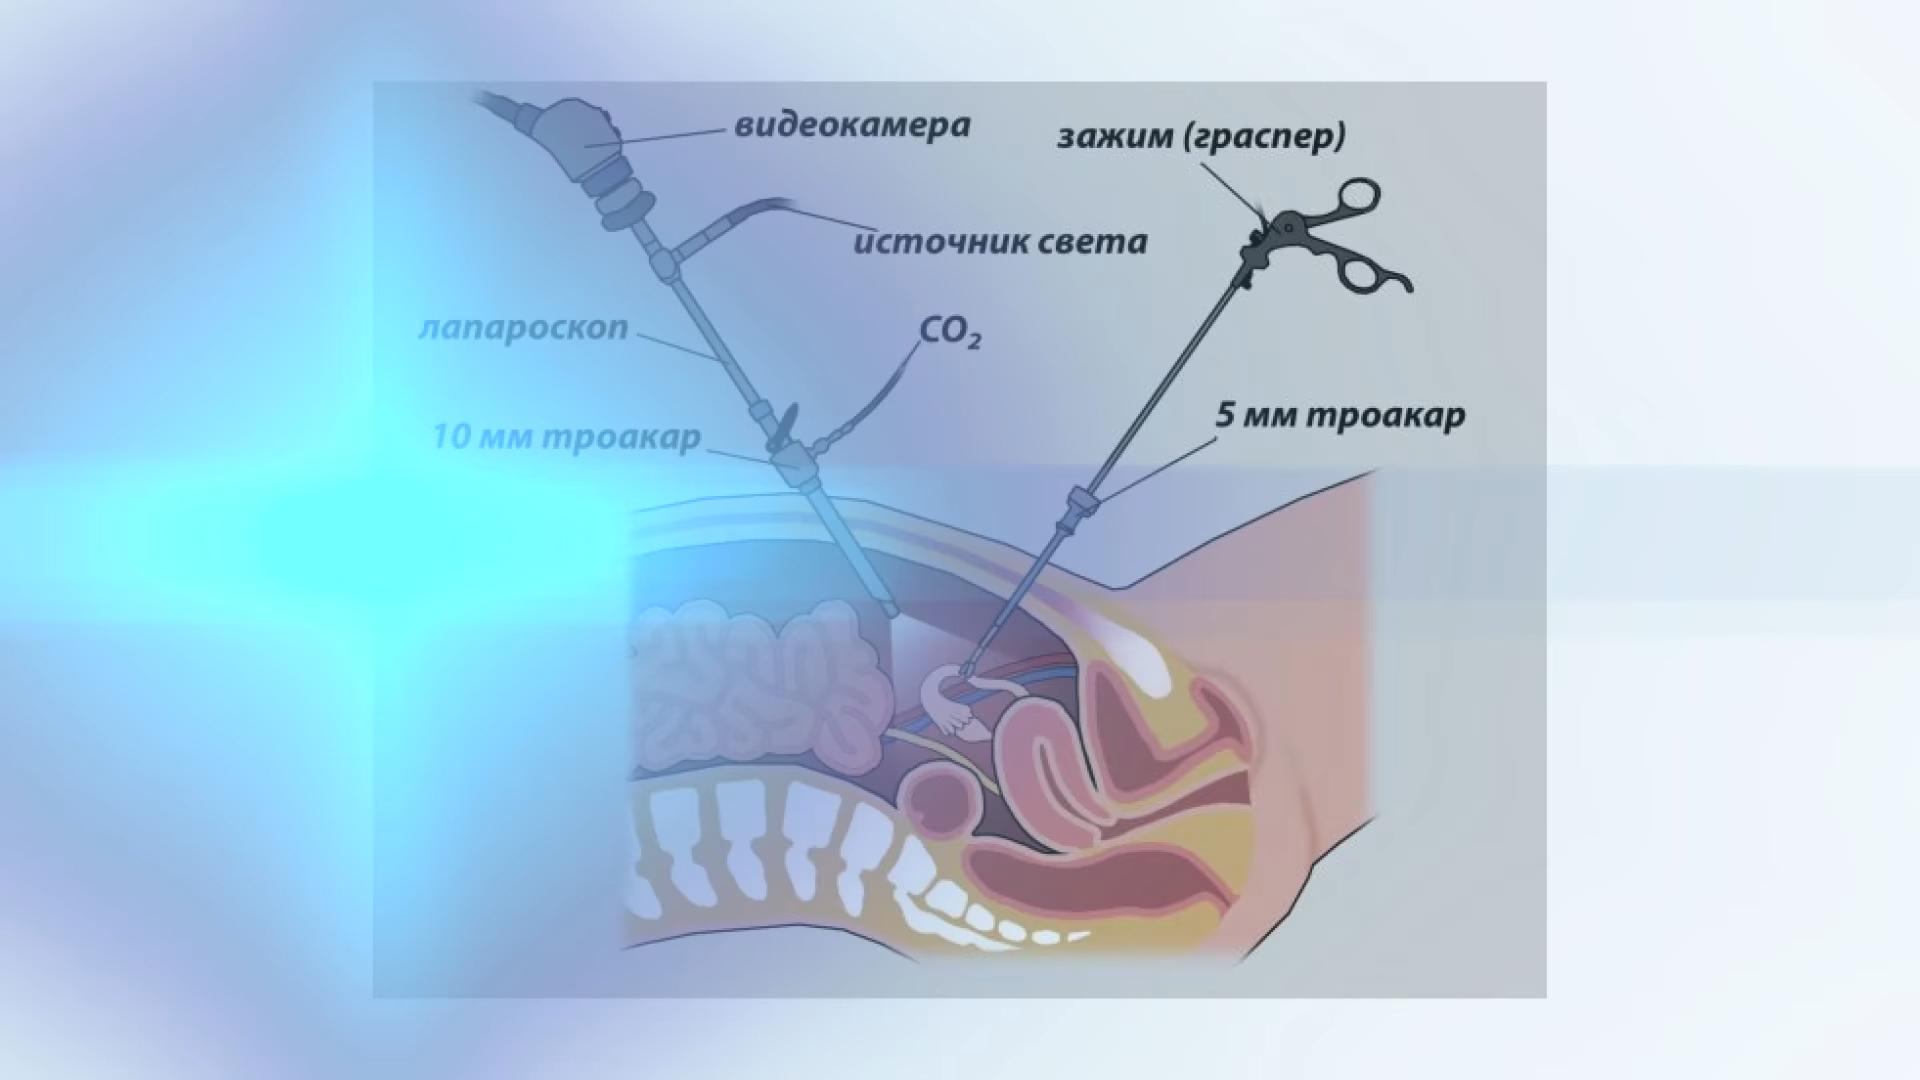 видеокамера
зажим (граспер)
источник света
лапароскоп
CO₂
10 мм троакар
5 мм троакар